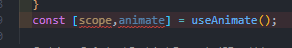 }
const [scope,animate] = useAnimate();